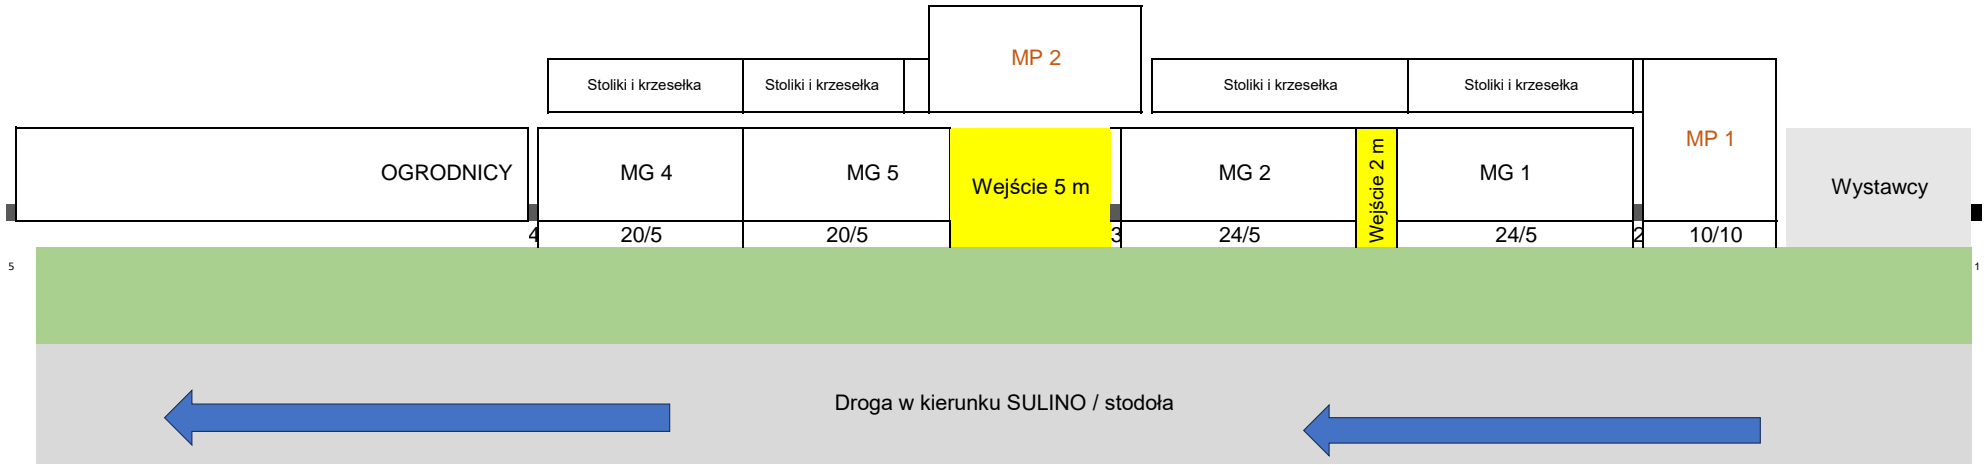 MP 2
Stoliki i krzesełka
Stoliki i krzesełka
Stoliki i krzesełka
Stoliki i krzesełka
MP 1
OGRODNICY
MG 4
MG 5
Wejście 5 m
MG 2
Wejście 2 m
MG 1
Wystawcy
4
20/5
20/5
3
24/5
24/5
2
10/10
5
1
Droga w kierunku SULINO / stodoła